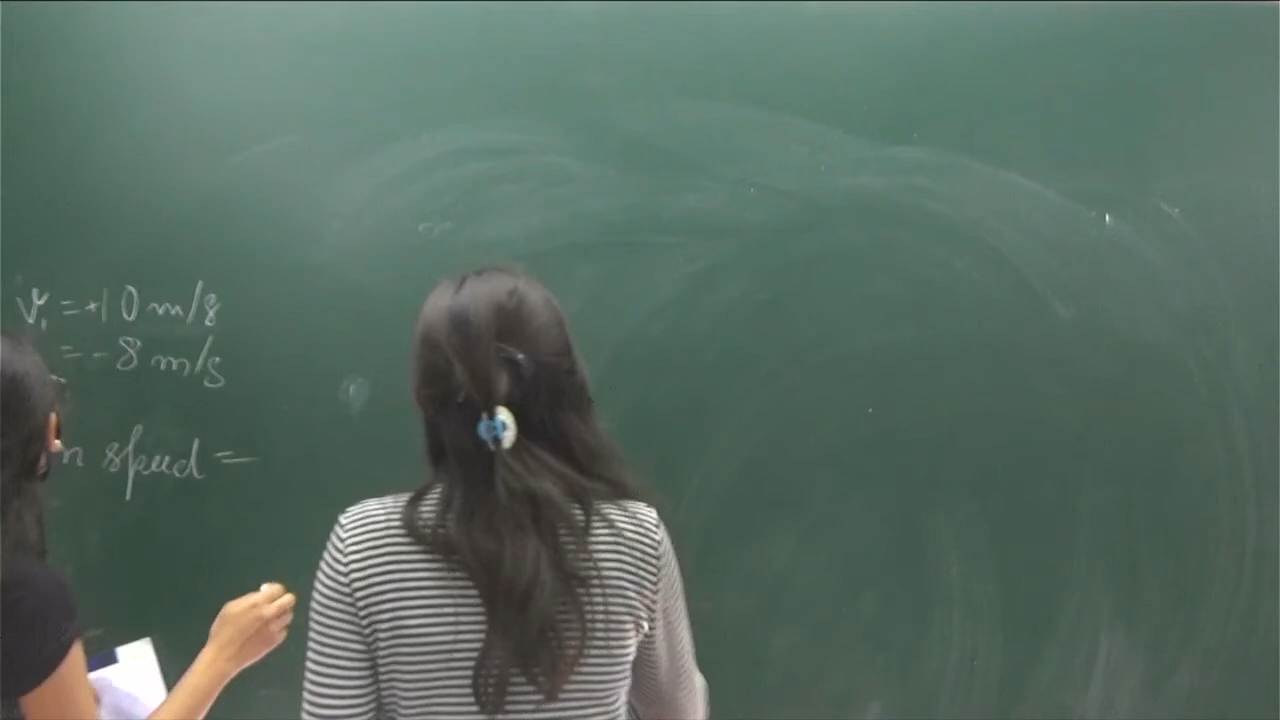 v₁ = +10 m/s
= -8 m/s
n speed =